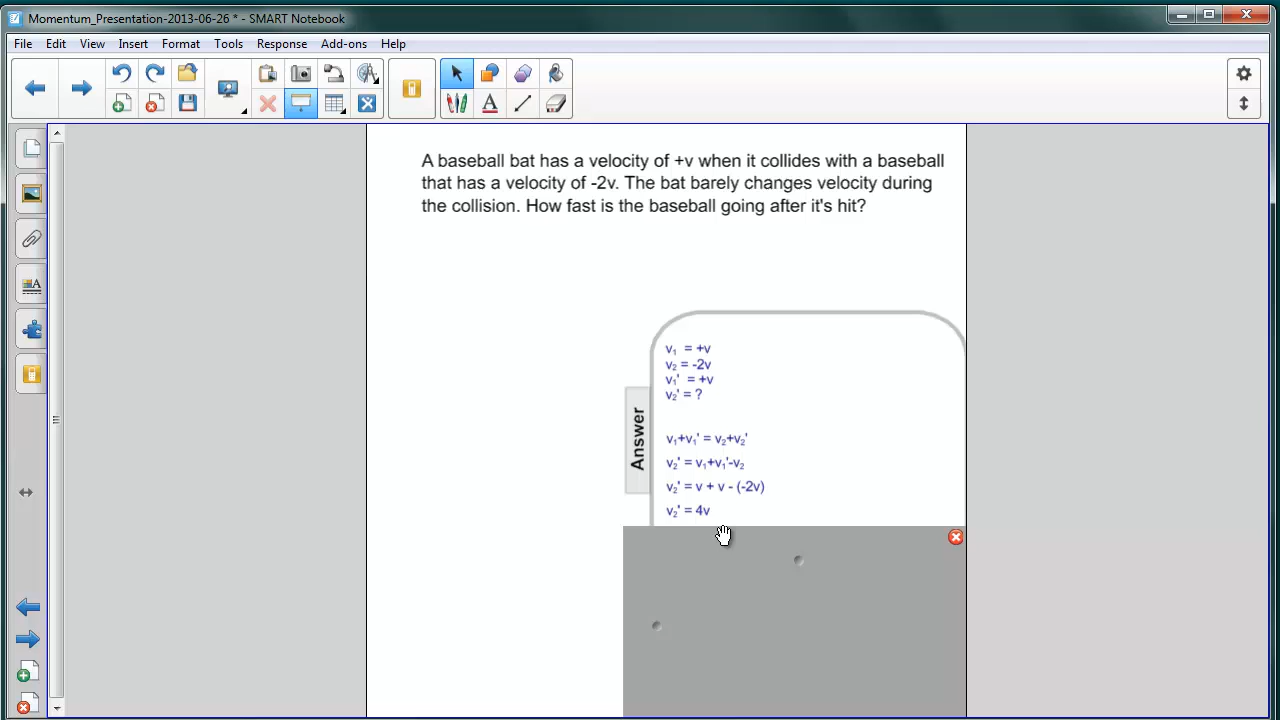 Momentum_Presentation-2013-06-26 * - SMART Notebook
File Edit View Insert Format Tools Response Add-ons Help
A baseball bat has a velocity of +v when it collides with a baseball
that has a velocity of -2v. The bat barely changes velocity during
the collision. How fast is the baseball going after it's hit?
Answer
v₁ = +v
v₂ = -2v
v₁' = +v
v₂' = ?
v₁+v₁' = v₂+v₂'
v₂' = v₁+v₁'-v₂
v₂' = v + v - (-2v)
v₂' = 4v